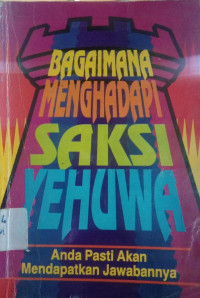 BAGAIMANA
MENGHADAPI
SAKSI
YEHUWA
Anda Pasti Akan
Mendapatkan Jawabannya